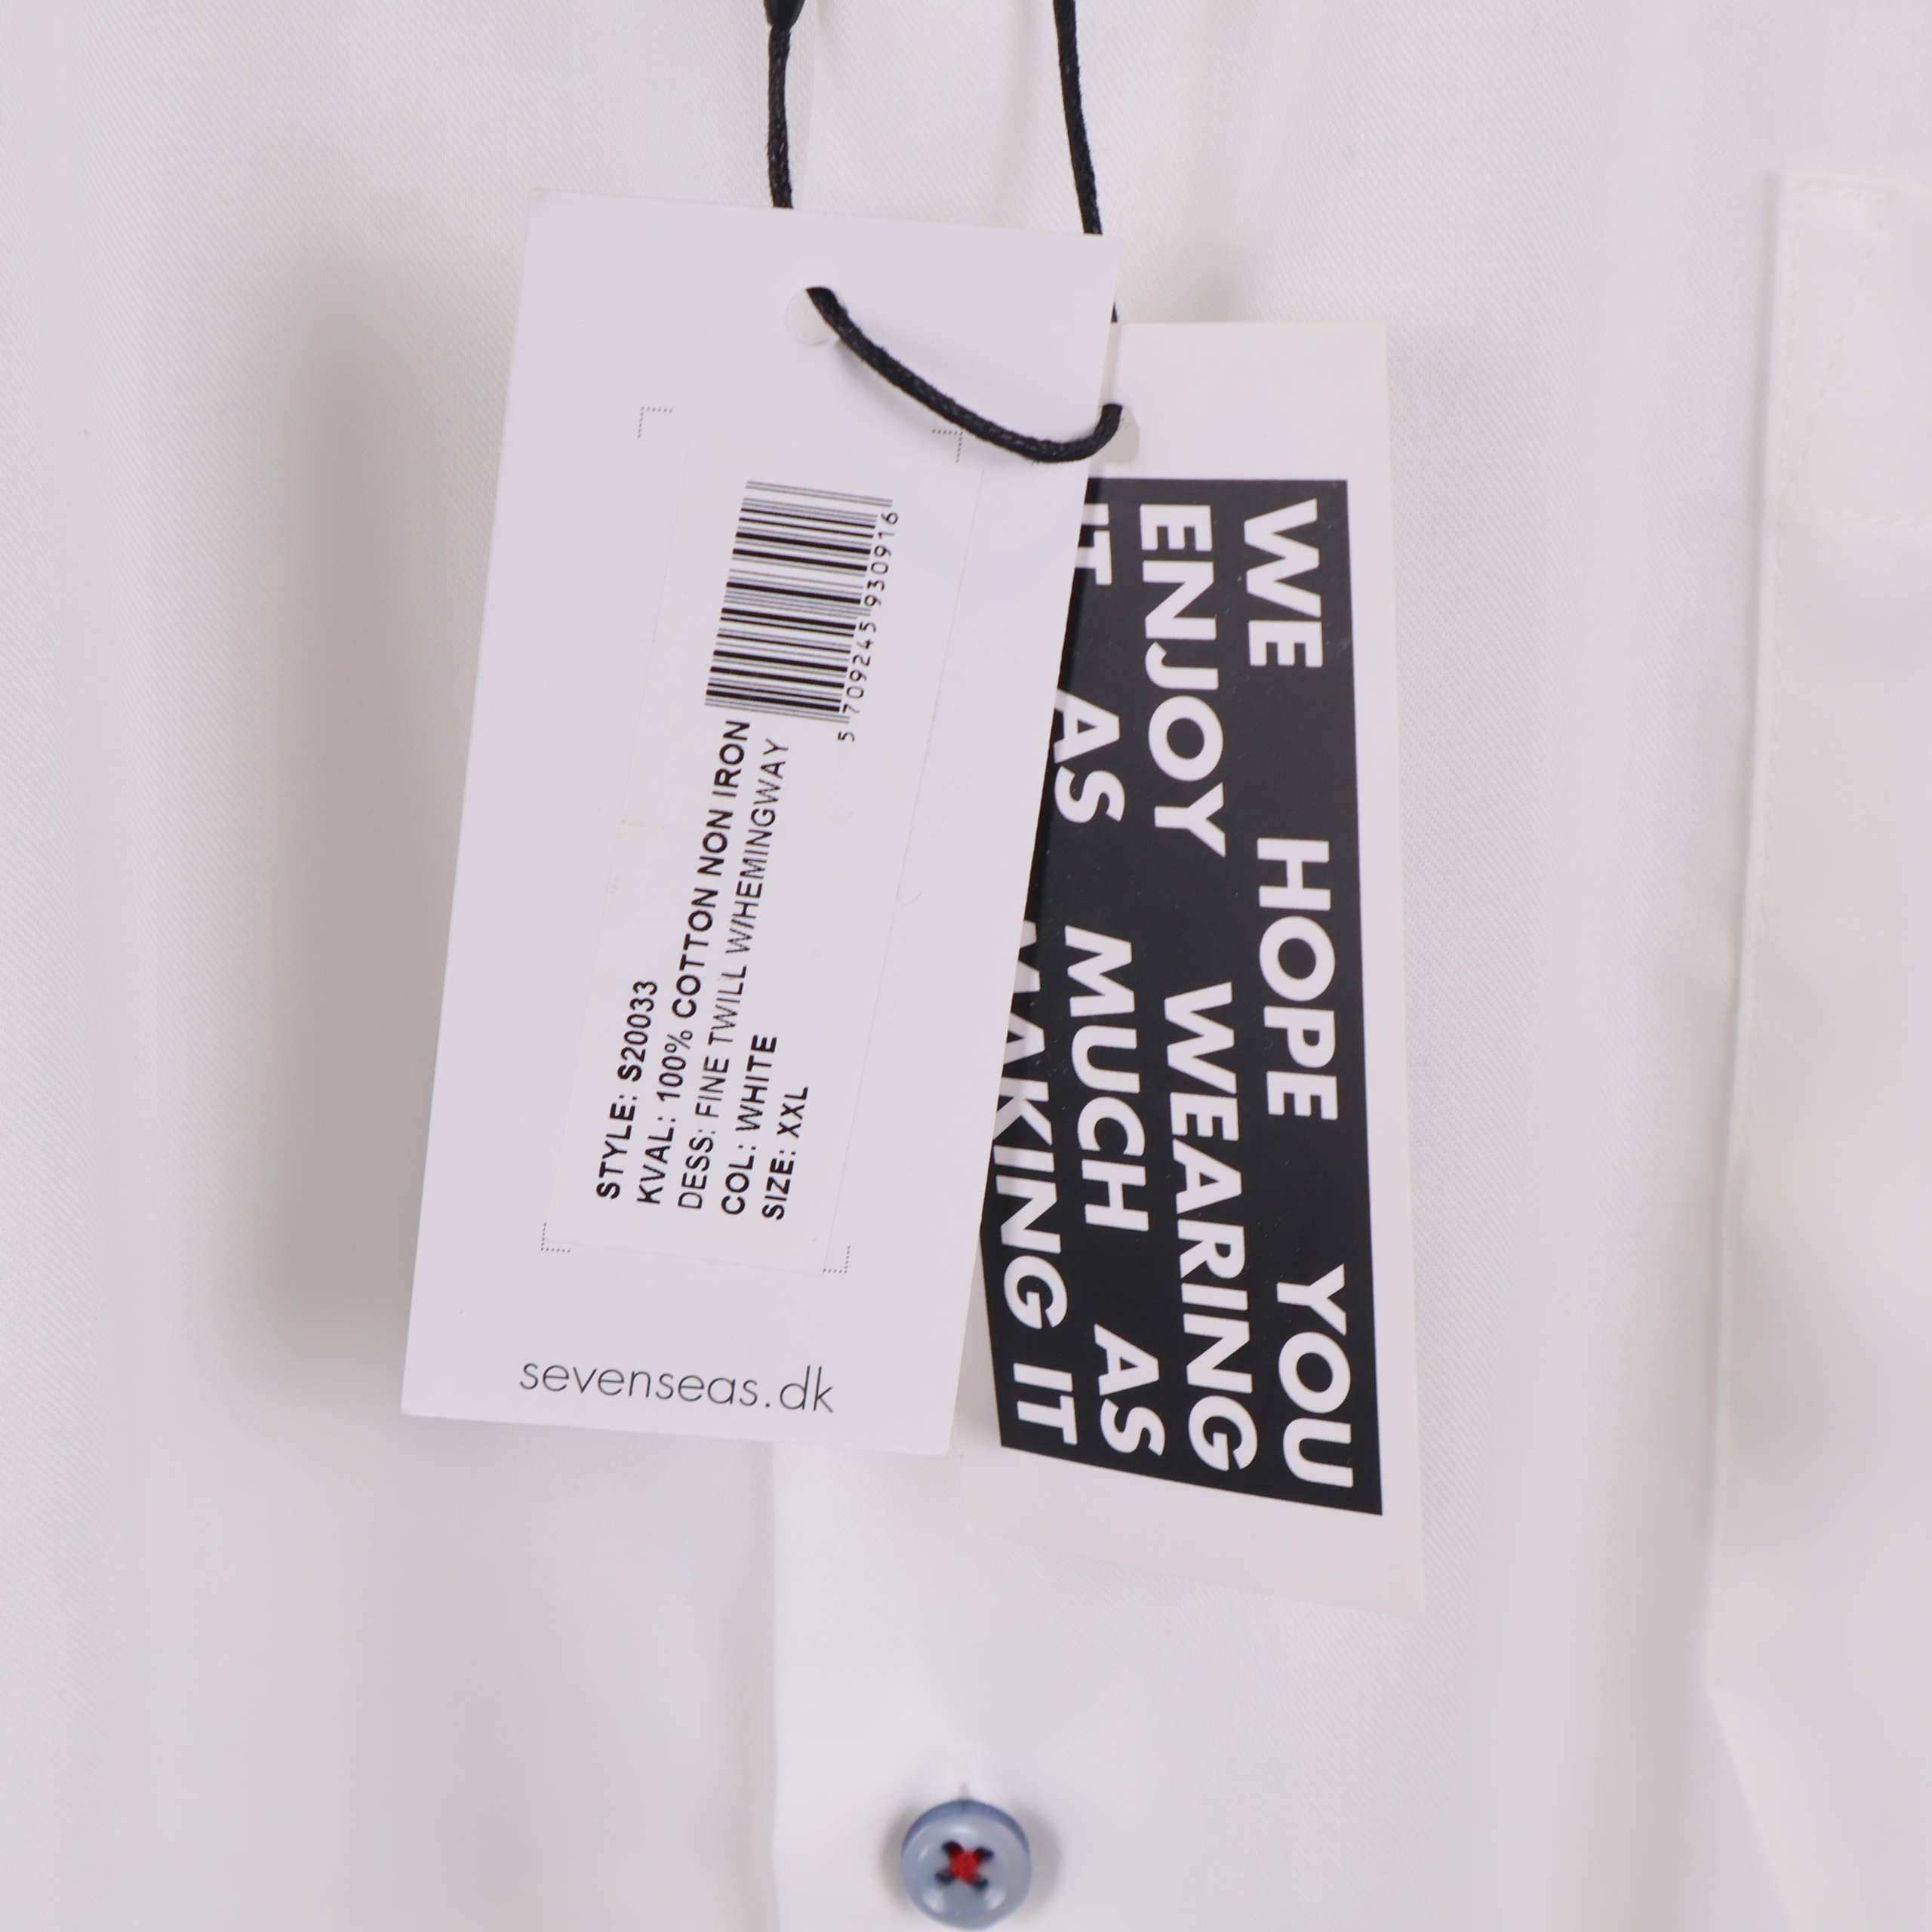 STYLE: S20033
KVAL: 100% COTTON NON IRON
DESS: FINE TWILL W/HEMINGWAY
COL: WHITE
SIZE: XXL
5 709245 930916
sevenseas.dk
WE HOPE YOU
ENJOY WEARING
IT AS MUCH AS
MAKING IT